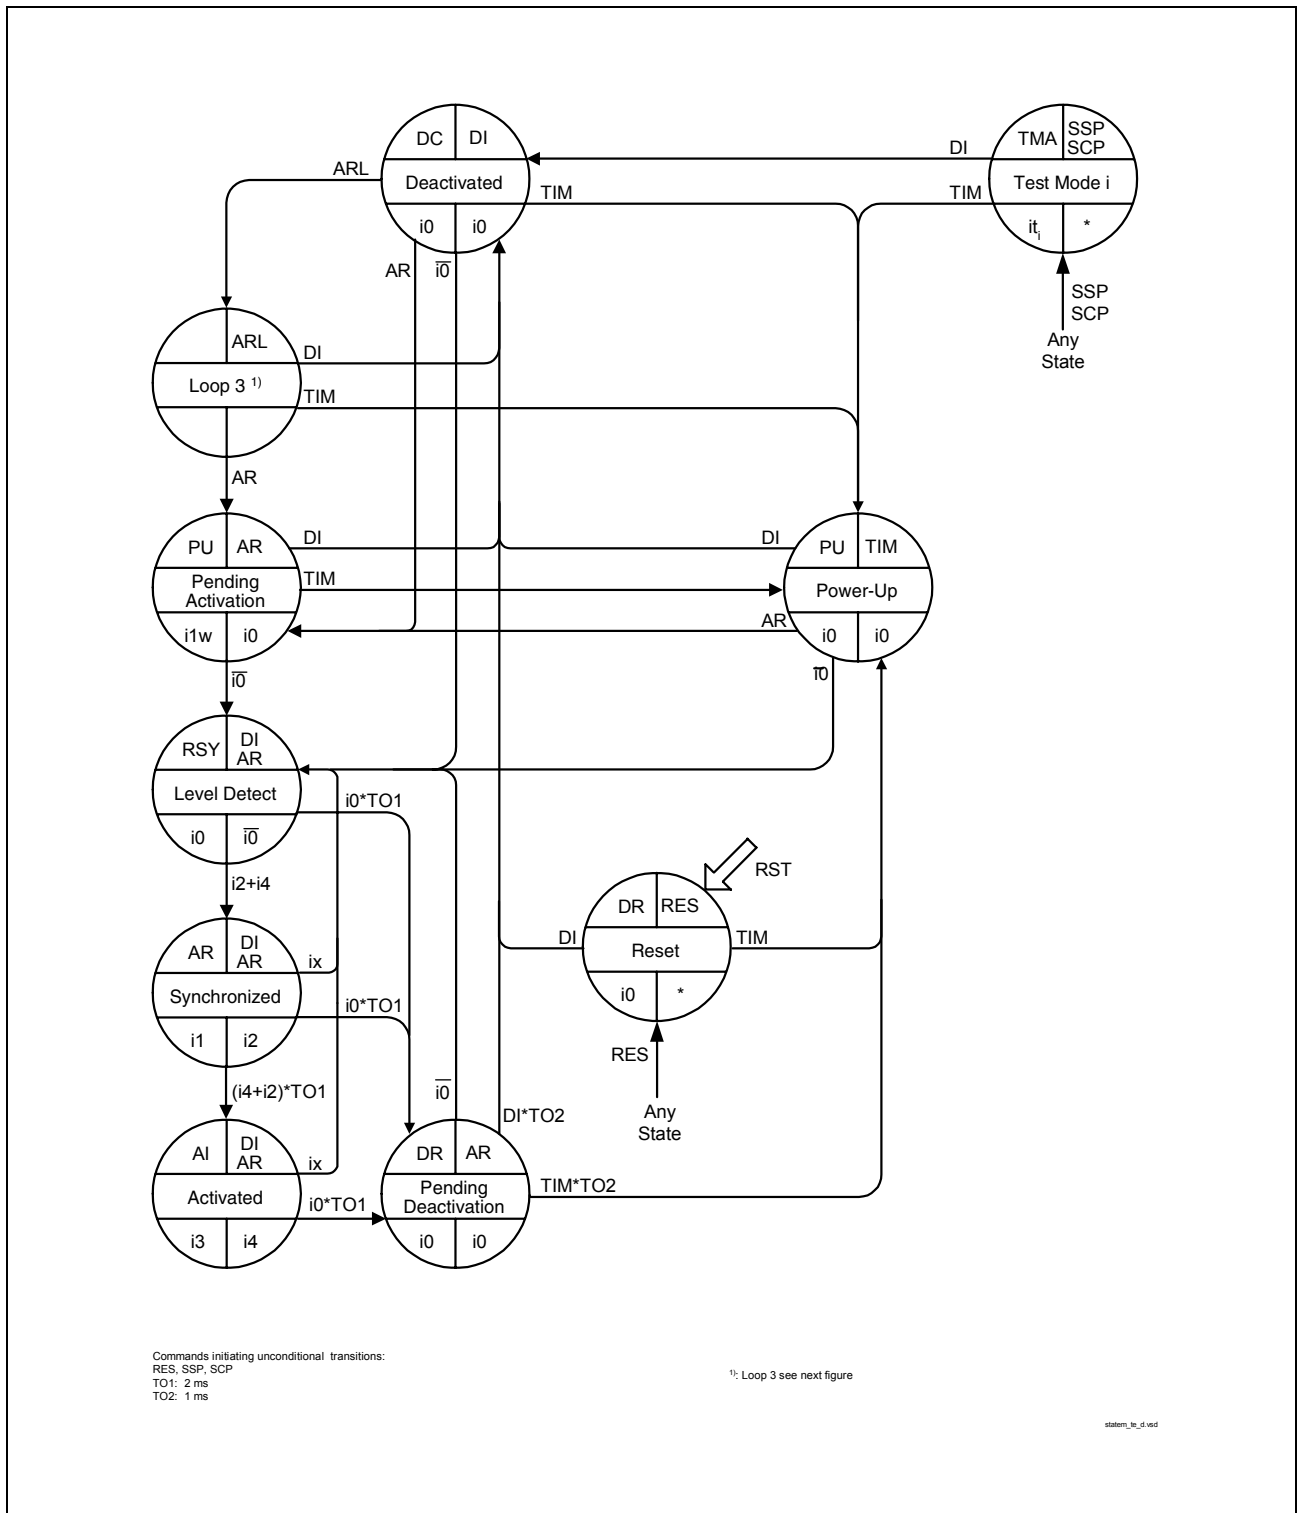 DC DI
Deactivated
i0 i0
TMA SSP
SCP
Test Mode i
it i *
DI
TIM
SSP
SCP
Any
State
ARL
TIM
AR i0
ARL
Loop 3 1)
DI
TIM
AR
PU AR
Pending
Activation
i1w i0
DI
TIM
i0
PU TIM
Power-Up
i0 i0
DI
AR
i0
RSY DI
AR
Level Detect
i0 i0
i0*TO1
i2+i4
AR DI
AR
Synchronized
i1 i2
ix
i0*TO1
(i4+i2)*TO1
AI DI
AR
Activated
i3 i4
ix
i0*TO1
i0
DR AR
Pending
Deactivation
i0 i0
DI*TO2
TIM*TO2
RST
DR RES
Reset
i0 *
DI
TIM
RES
Any
State
Commands initiating unconditional transitions:
RES, SSP, SCP
TO1: 2 ms
TO2: 1 ms
1): Loop 3 see next figure
statem_te_d.vsd